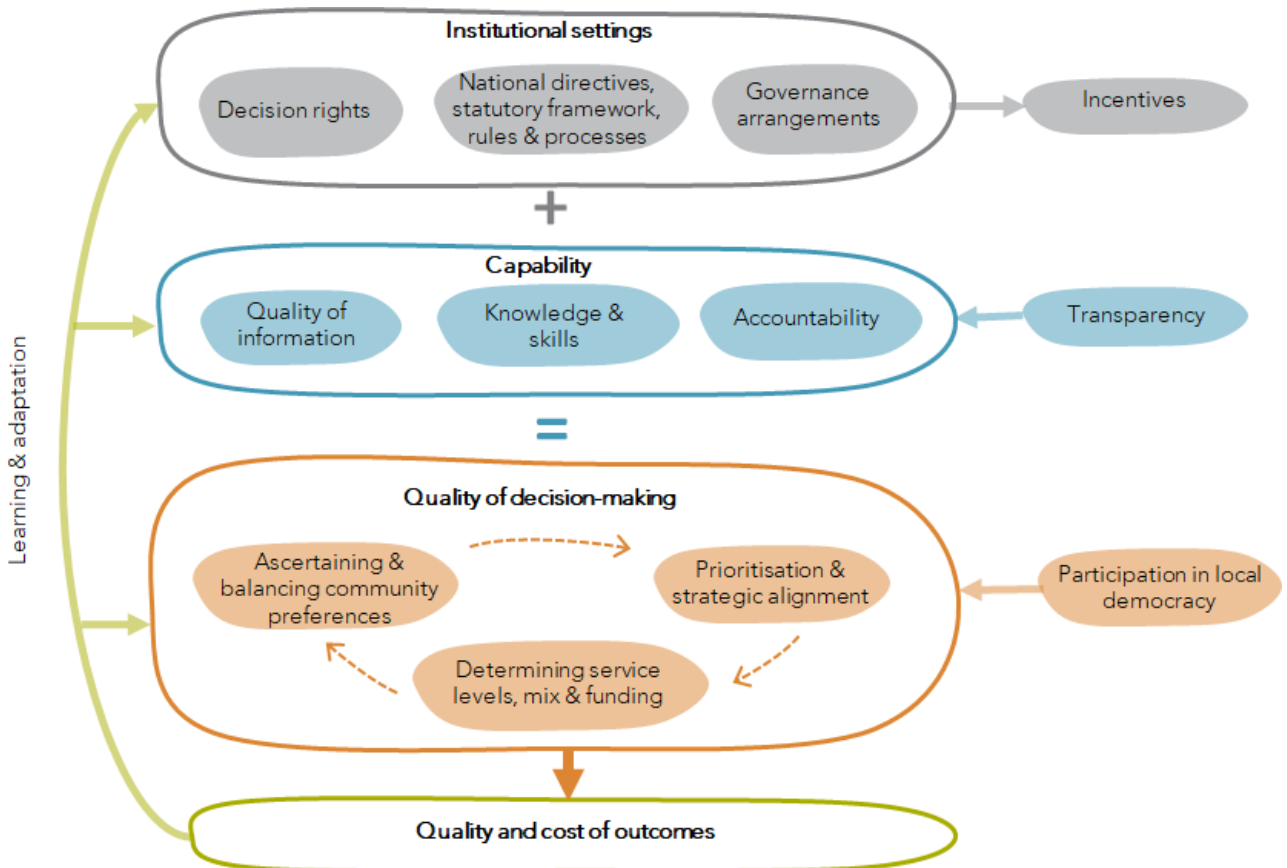 Institutional settings
Decision rights
National directives,
statutory framework,
rules & processes
Governance
arrangements
Incentives
+
Capability
Quality of
information
Knowledge &
skills
Accountability
Transparency
=
Learning & adaptation
Quality of decision-making
Ascertaining &
balancing community
preferences
Prioritisation &
strategic alignment
Participation in local
democracy
Determining service
levels, mix & funding
Quality and cost of outcomes